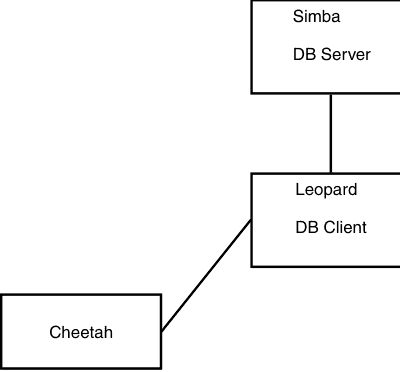 Simba
DB Server
Leopard
DB Client
Cheetah